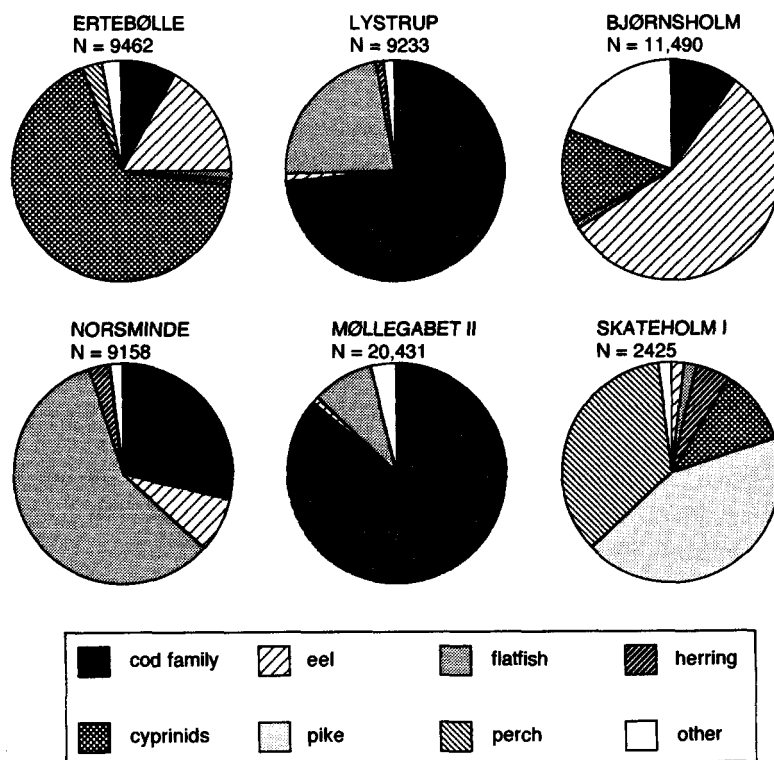 ERTEBØLLE
N = 9462
LYSTRUP
N = 9233
BJØRNSHOLM
N = 11,490
NORSMINDE
N = 9158
MØLLEGABET II
N = 20,431
SKATEHOLM I
N = 2425
cod family eel flatfish herring
cyprinids pike perch other